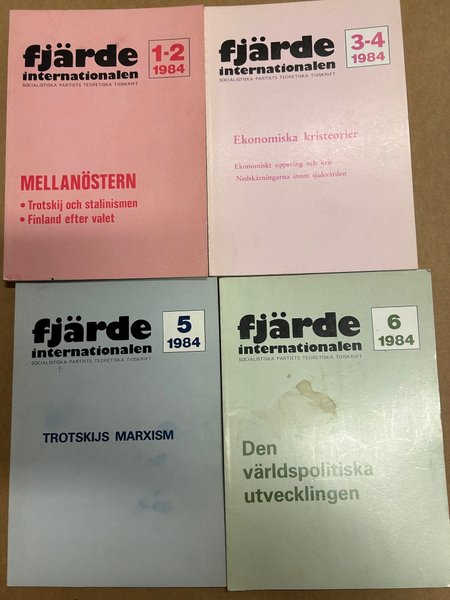 fjärde
internationalen
SOCIALISTISKA PARTIETS TEORETISKA TIDSKRIFT
1-2
1984
MELLANÖSTERN
• Trotskij och stalinismen
• Finland efter valet
fjärde
internationalen
SOCIALISTISKA PARTIETS TEORETISKA TIDSKRIFT
3-4
1984
Ekonomiska kristeorier
Ekonomiskt uppsving och kris
Nedskärningarna inom sjukvården
fjärde
internationalen
SOCIALISTISKA PARTIETS TEORETISKA TIDSKRIFT
5
1984
TROTSKIJS MARXISM
fjärde
internationalen
SOCIALISTISKA PARTIETS TEORETISKA TIDSKRIFT
6
1984
Den
världspolitiska
utvecklingen